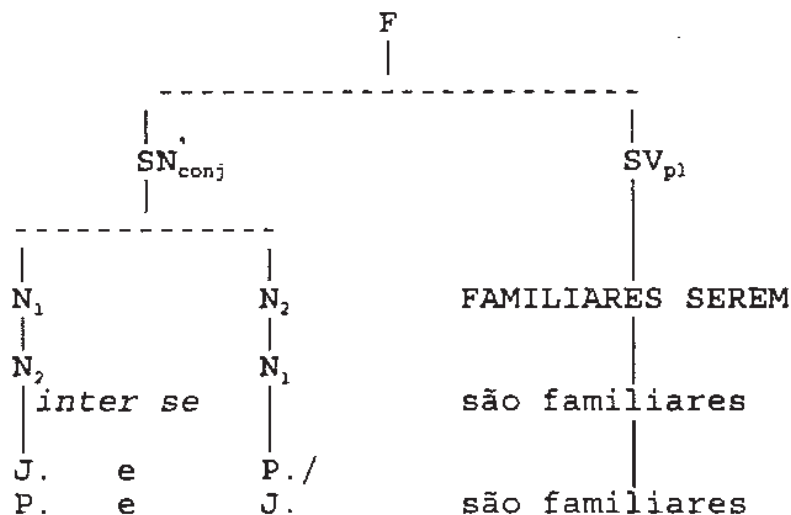 F
SN'conj SVpl
N1 N2 FAMILIARES SEREM
N2 N1
inter se são familiares
J. e P./
P. e J. são familiares